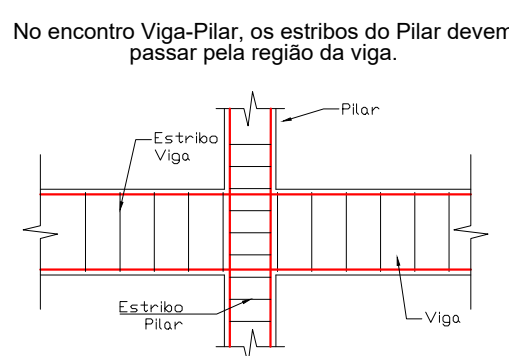 No encontro Viga-Pilar, os estribos do Pilar devem
passar pela região da viga.
Pilar
Estribo
Viga
Estribo
Pilar
Viga